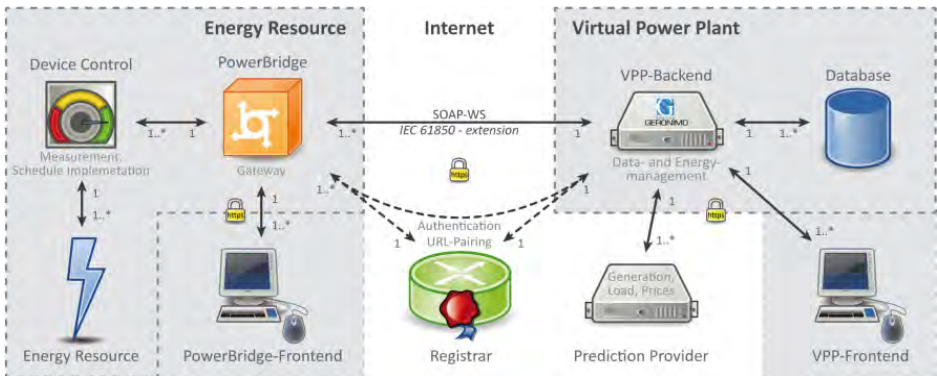 Energy Resource
Internet
Virtual Power Plant
Device Control
PowerBridge
VPP-Backend
Database
SOAP-WS
IEC 61850 - extension
GERONIMO
1..*
1
1..*
1
1
1..*
Measurement,
Schedule Implemetation
Gateway
https
Data- and Energy-
management
1
1..*
1
1..*
https
1
1
1
1
https
Authentication
URL-Pairing
1
1
1..*
1..*
Generation,
Load, Prices
Energy Resource
PowerBridge-Frontend
Registrar
Prediction Provider
VPP-Frontend